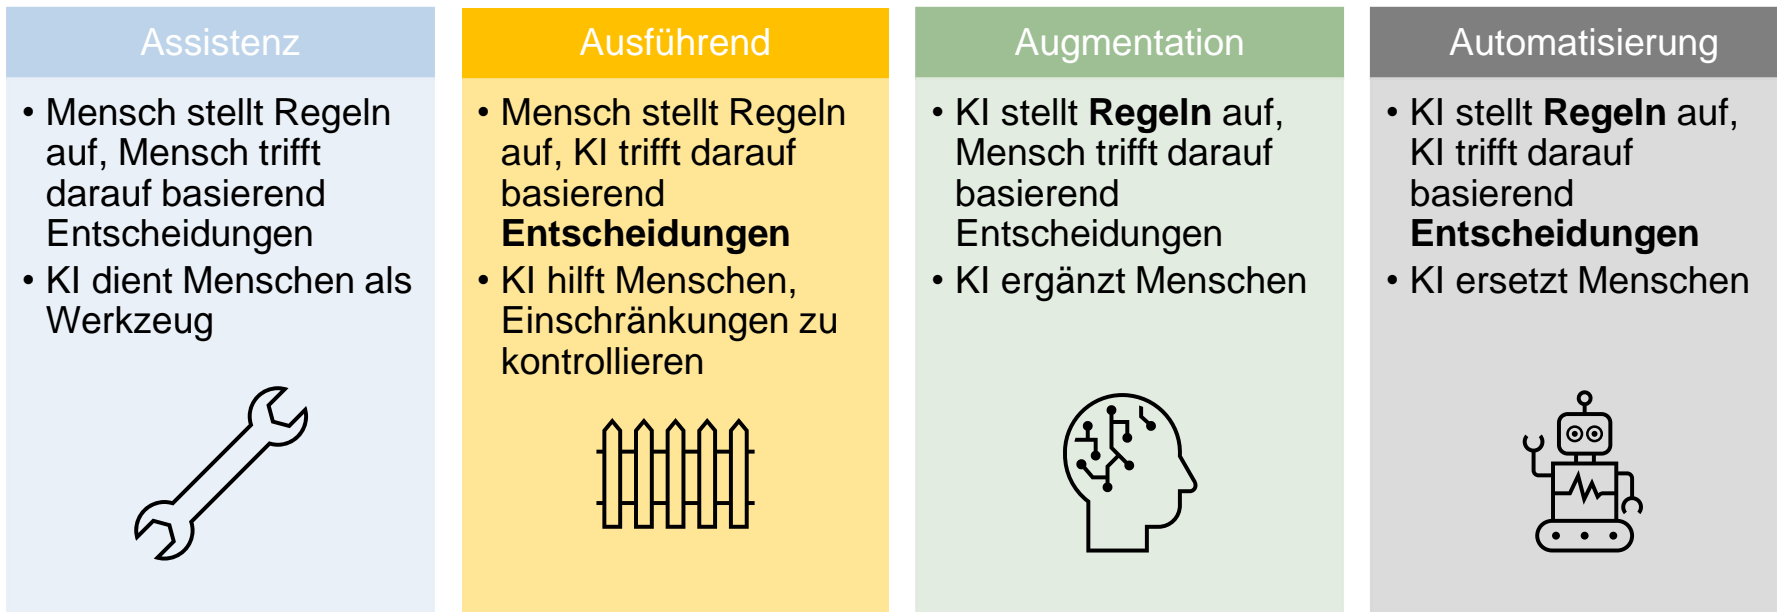 Assistenz
• Mensch stellt Regeln
auf, Mensch trifft
darauf basierend
Entscheidungen
• KI dient Menschen als
Werkzeug
Ausführend
• Mensch stellt Regeln
auf, KI trifft darauf
basierend
Entscheidungen
• KI hilft Menschen,
Einschränkungen zu
kontrollieren
Augmentation
• KI stellt Regeln auf,
Mensch trifft darauf
basierend
Entscheidungen
• KI ergänzt Menschen
Automatisierung
• KI stellt Regeln auf,
KI trifft darauf
basierend
Entscheidungen
• KI ersetzt Menschen